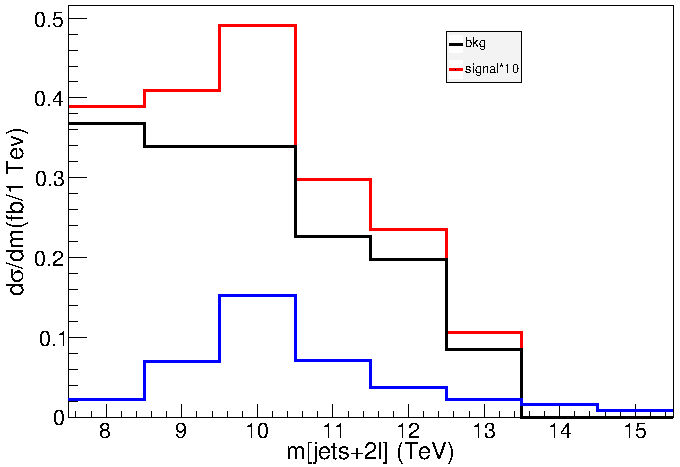 dσ/dm(fb/1 Tev)
0.5
0.4
0.3
0.2
0.1
0
bkg
signal*10
8 9 10 11 12 13 14 15
m[jets+2l] (TeV)